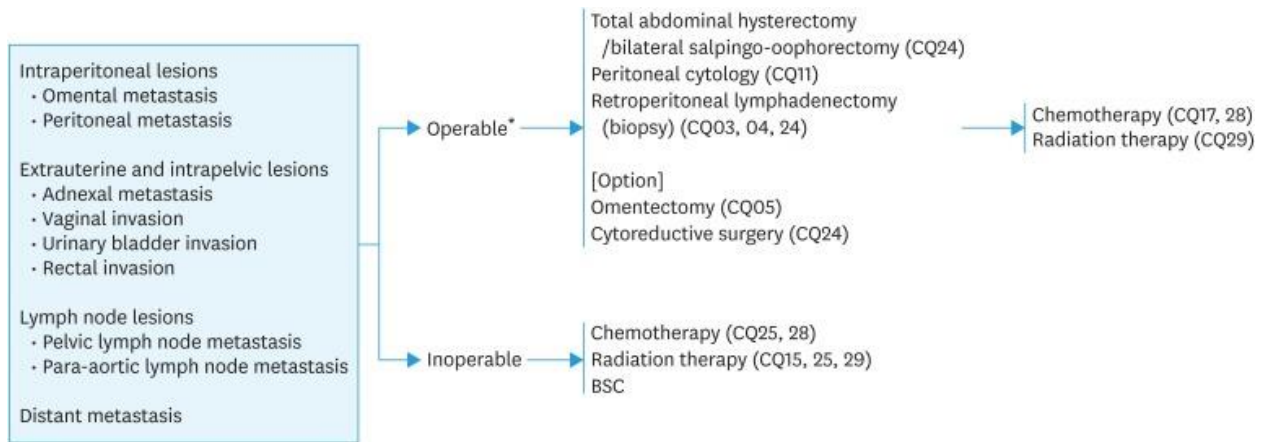 Intraperitoneal lesions
· Omental metastasis
· Peritoneal metastasis
Extrauterine and intrapelvic lesions
· Adnexal metastasis
· Vaginal invasion
· Urinary bladder invasion
· Rectal invasion
Lymph node lesions
· Pelvic lymph node metastasis
· Para-aortic lymph node metastasis
Distant metastasis
Operable*
Total abdominal hysterectomy
/bilateral salpingo-oophorectomy (CQ24)
Peritoneal cytology (CQ11)
Retroperitoneal lymphadenectomy
(biopsy) (CQ03, 04, 24)
[Option]
Omentectomy (CQ05)
Cytoreductive surgery (CQ24)
Chemotherapy (CQ17, 28)
Radiation therapy (CQ29)
Inoperable
Chemotherapy (CQ25, 28)
Radiation therapy (CQ15, 25, 29)
BSC